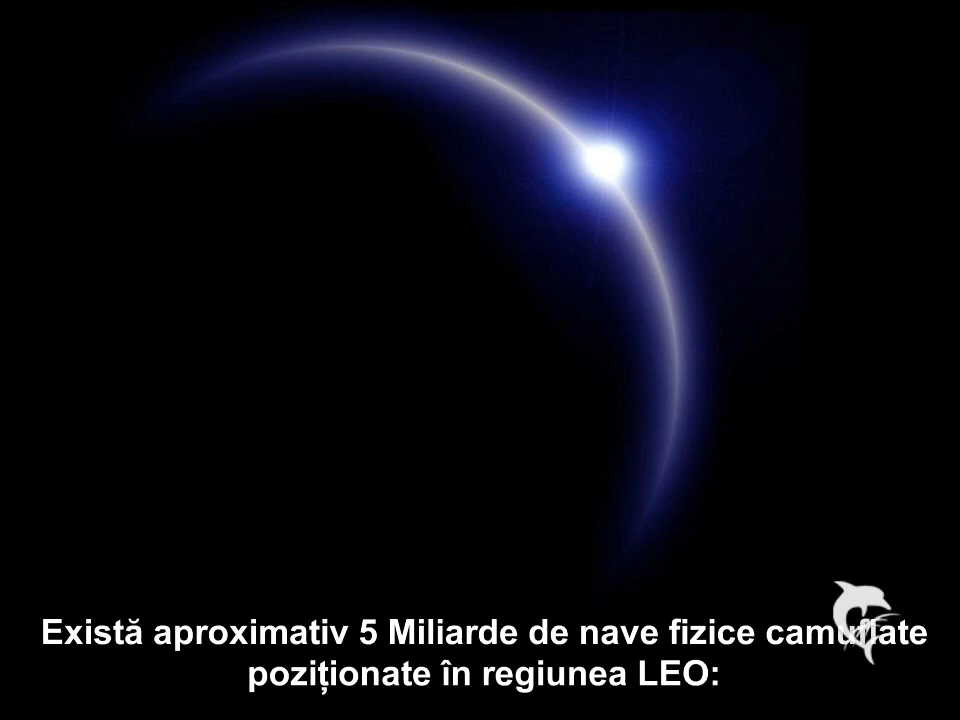 Există aproximativ 5 Miliarde de nave fizice camuflate
poziționate în regiunea LEO: